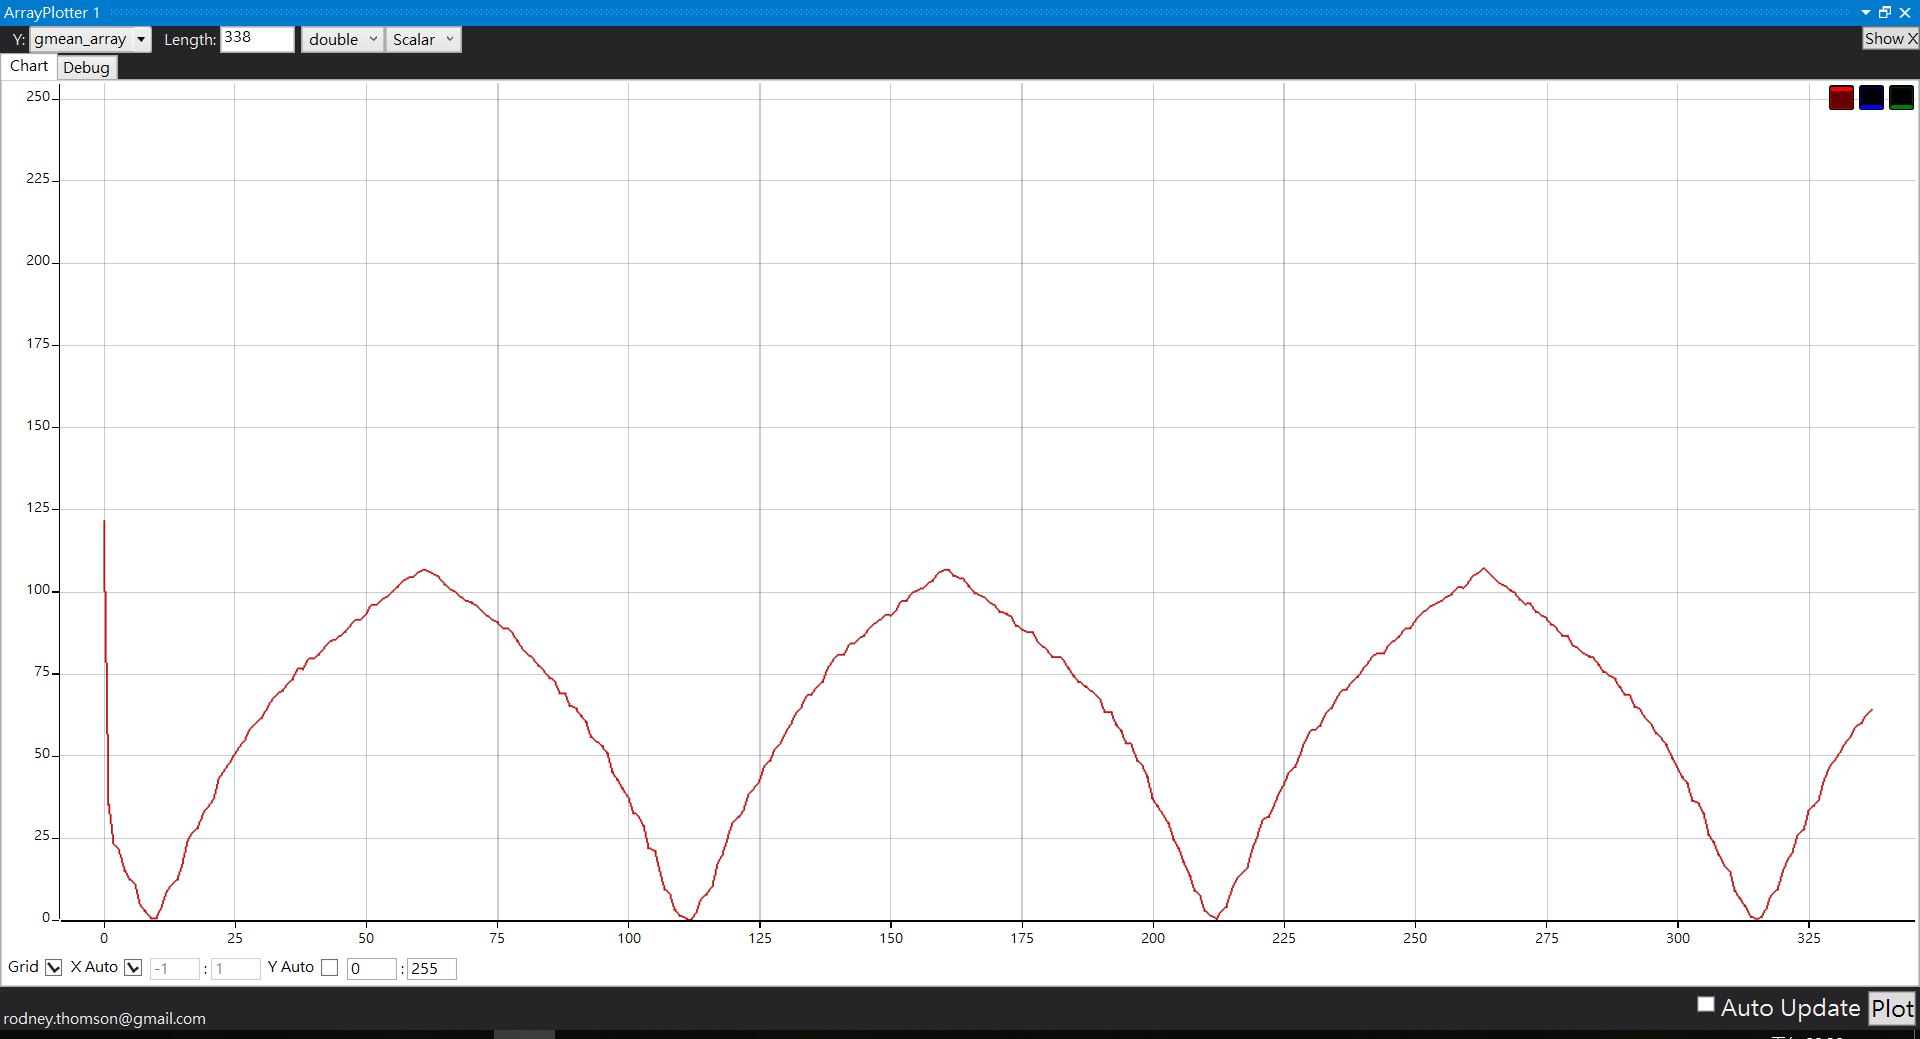 ArrayPlotter 1
Y: gmean_array Length: 338 double Scalar Show X
Chart Debug
250
225
200
175
150
125
100
75
50
25
0
0 25 50 75 100 125 150 175 200 225 250 275 300 325
Grid X Auto -1 : 1 Y Auto 0 : 255
Auto Update Plot
rodney.thomson@gmail.com